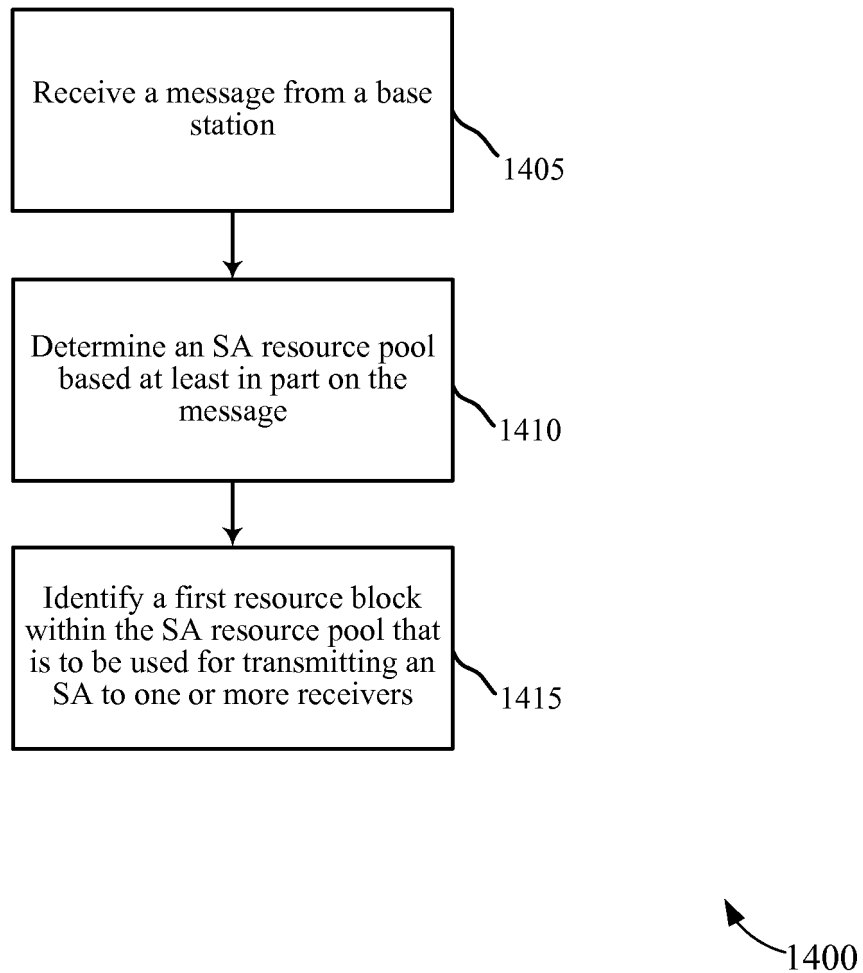 Receive a message from a base
station
1405
Determine an SA resource pool
based at least in part on the
message
1410
Identify a first resource block
within the SA resource pool that
is to be used for transmitting an
SA to one or more receivers
1415
1400